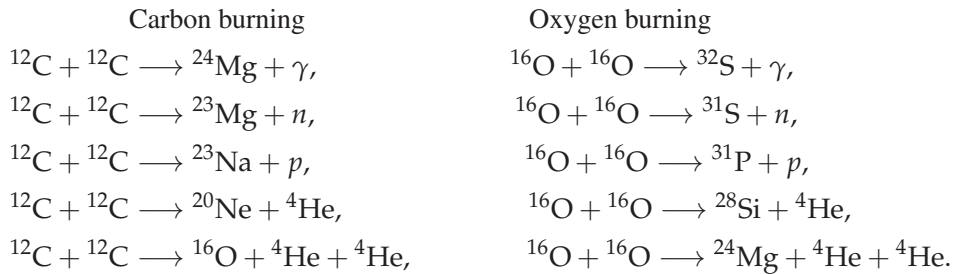 Carbon burning Oxygen burning
¹²C + ¹²C ⟶ ²⁴Mg + γ, ¹⁶O + ¹⁶O ⟶ ³²S + γ,
¹²C + ¹²C ⟶ ²³Mg + n, ¹⁶O + ¹⁶O ⟶ ³¹S + n,
¹²C + ¹²C ⟶ ²³Na + p, ¹⁶O + ¹⁶O ⟶ ³¹P + p,
¹²C + ¹²C ⟶ ²⁰Ne + ⁴He, ¹⁶O + ¹⁶O ⟶ ²⁸Si + ⁴He,
¹²C + ¹²C ⟶ ¹⁶O + ⁴He + ⁴He, ¹⁶O + ¹⁶O ⟶ ²⁴Mg + ⁴He + ⁴He.